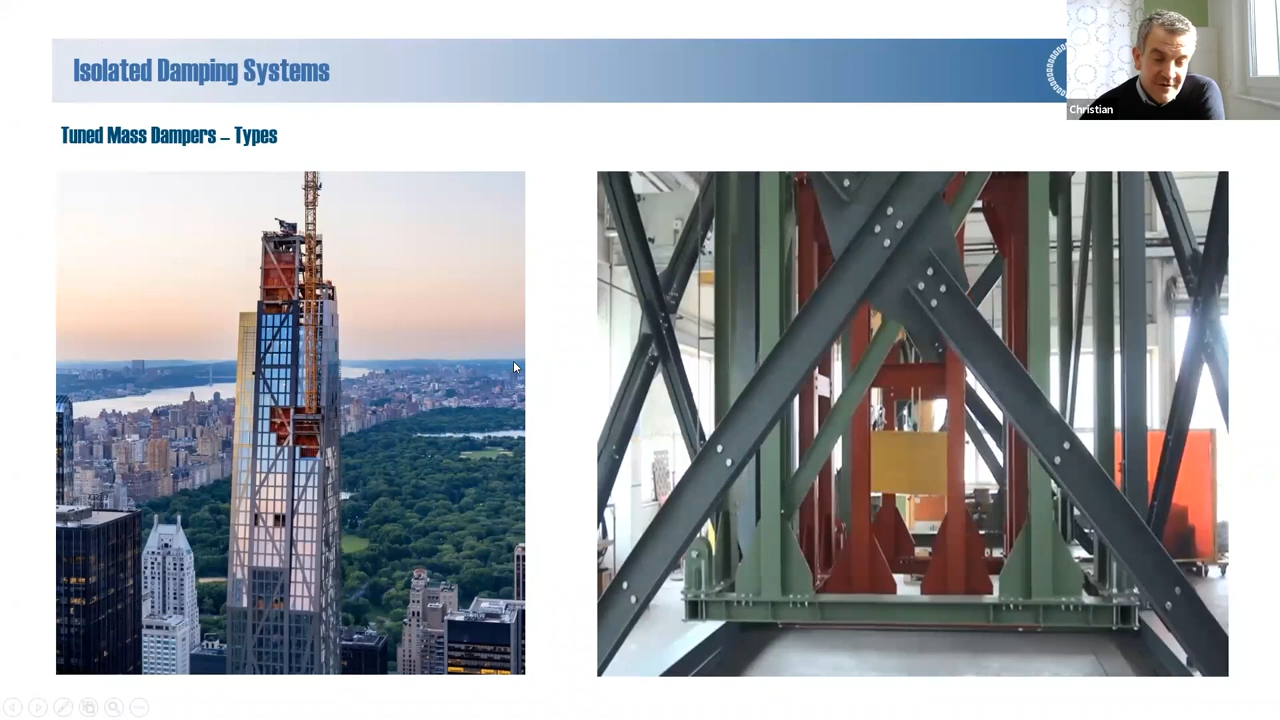 Isolated Damping Systems
Christian
Tuned Mass Dampers – Types